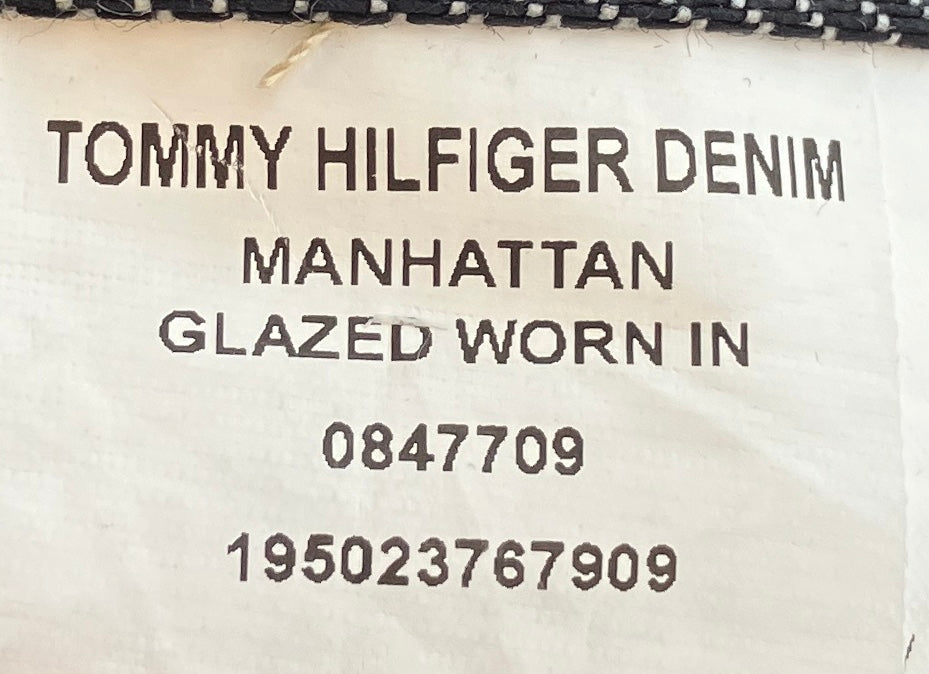 TOMMY HILFIGER DENIM
MANHATTAN
GLAZED WORN IN
0847709
195023767909